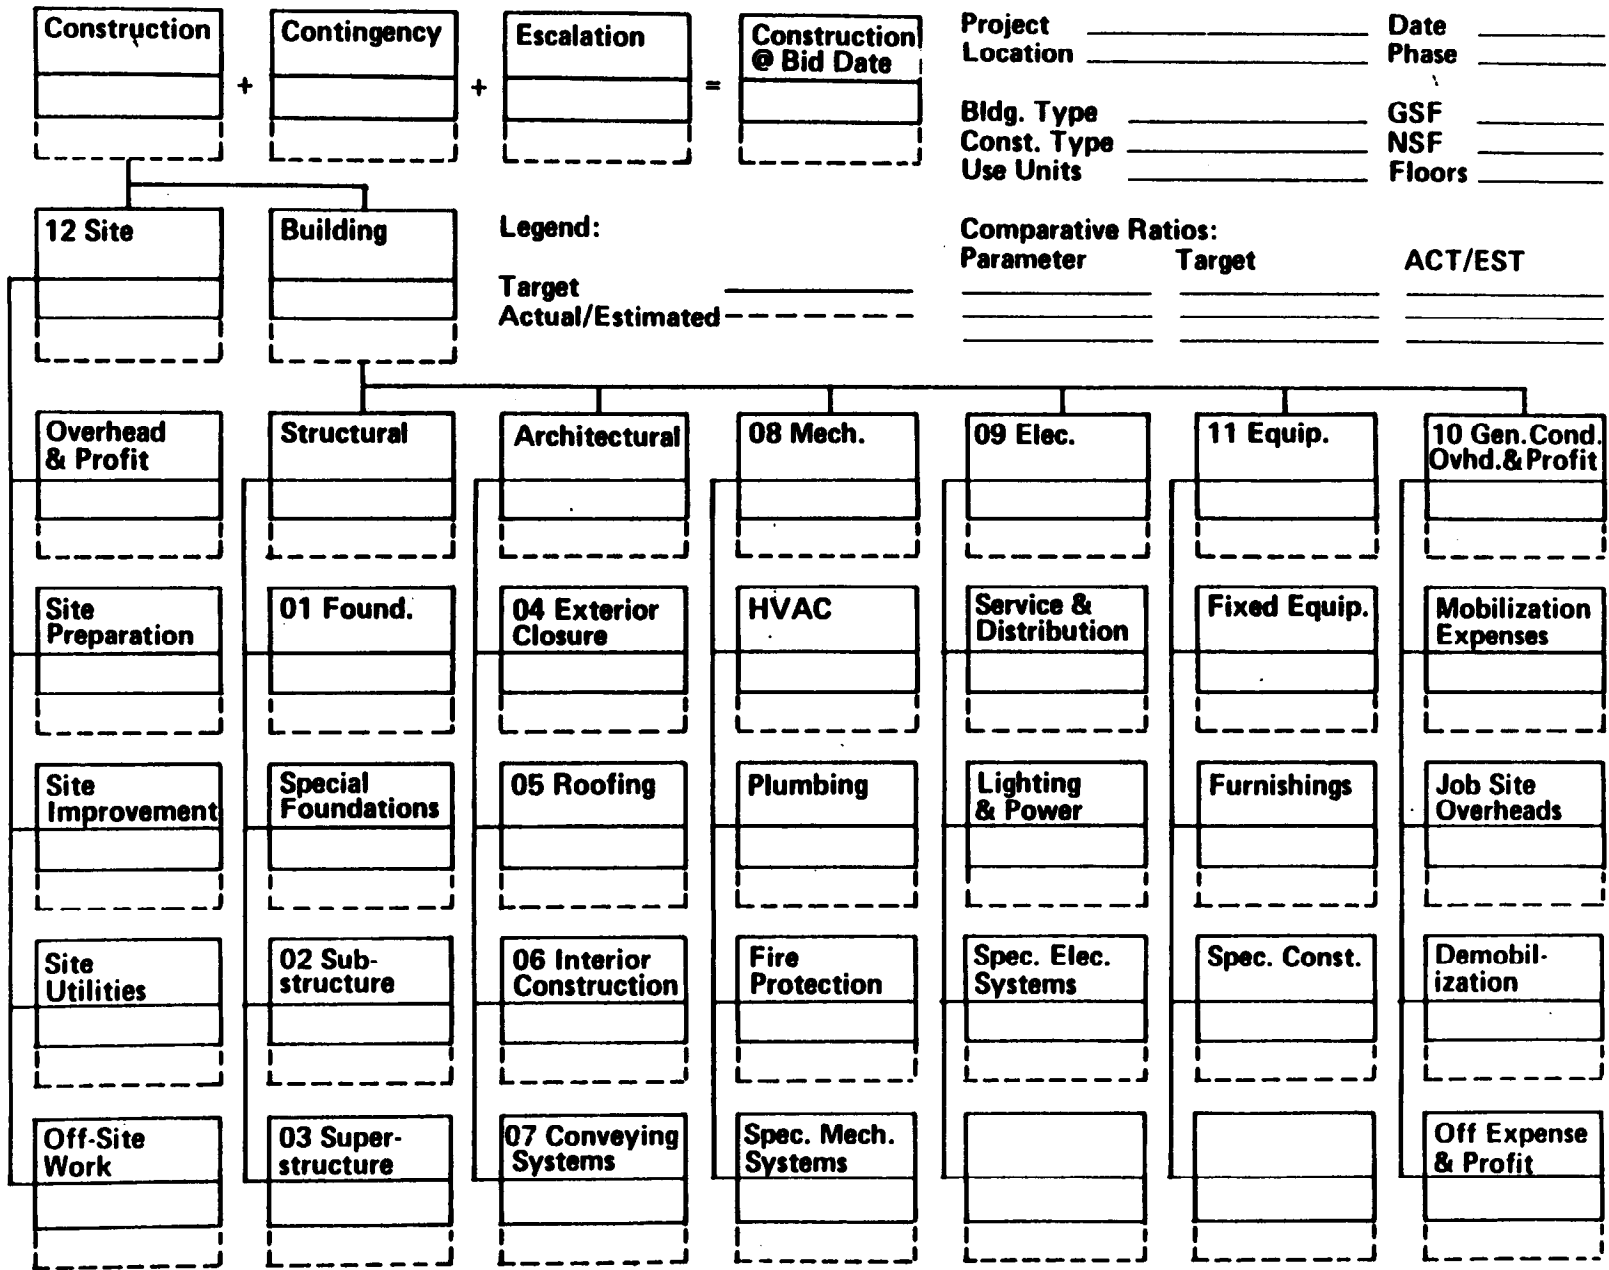 Construction
+
Contingency
+
Escalation
=
Construction
@ Bid Date
Project
Location
Date
Phase
Bldg. Type
Const. Type
Use Units
GSF
NSF
Floors
12 Site
Building
Legend:
Target
Actual/Estimated
Comparative Ratios:
Parameter Target ACT/EST
Overhead
& Profit
Structural
Architectural
08 Mech.
09 Elec.
11 Equip.
10 Gen.Cond.
Ovhd.& Profit
Site
Preparation
01 Found.
04 Exterior
Closure
HVAC
Service &
Distribution
Fixed Equip.
Mobilization
Expenses
Site
Improvement
Special
Foundations
05 Roofing
Plumbing
Lighting
& Power
Furnishings
Job Site
Overheads
Site
Utilities
02 Sub-
structure
06 Interior
Construction
Fire
Protection
Spec. Elec.
Systems
Spec. Const.
Demobil-
ization
Off-Site
Work
03 Super-
structure
07 Conveying
Systems
Spec. Mech.
Systems
Off Expense
& Profit